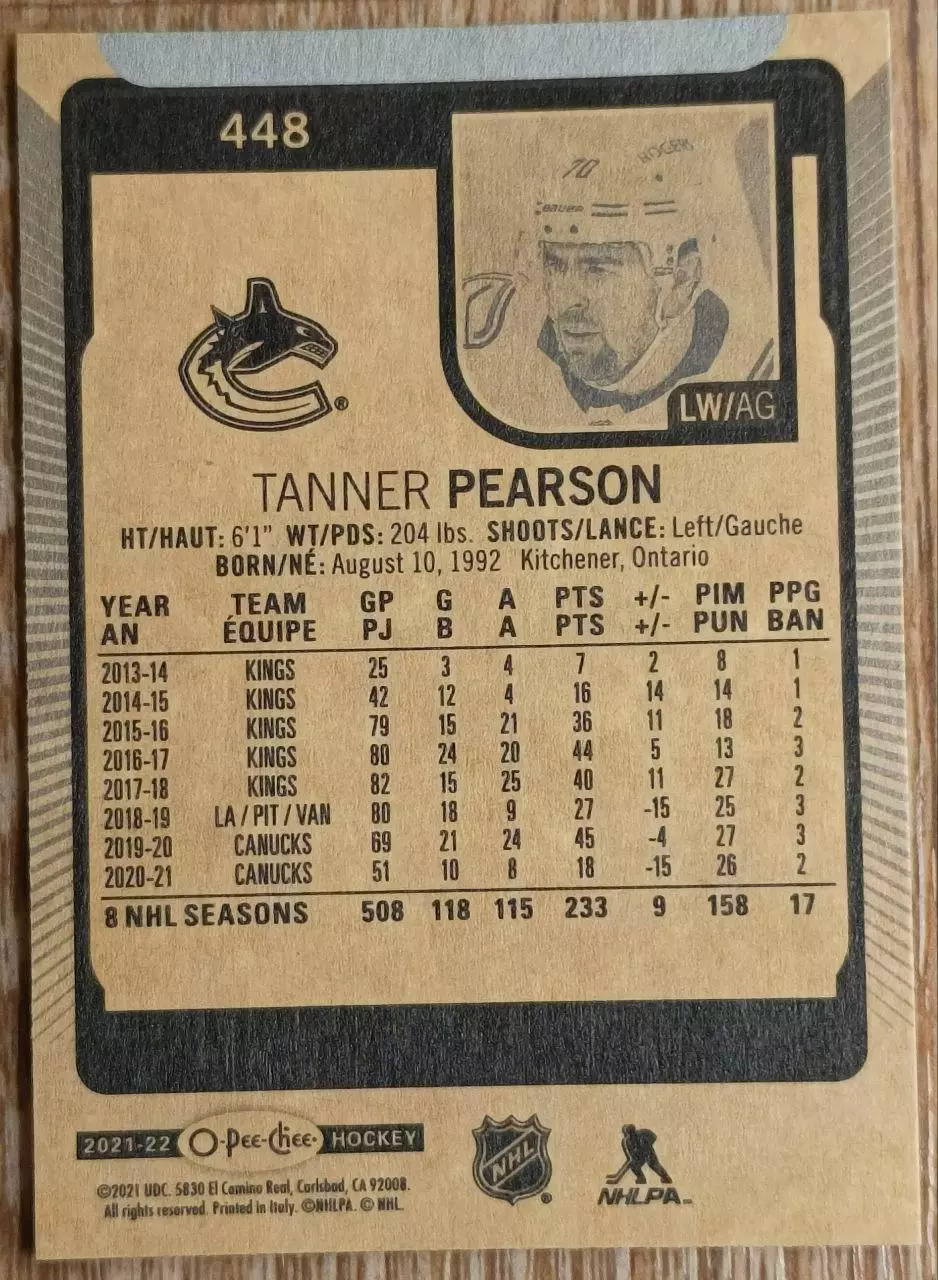 448
70 ROGERS
BAUER
LW/AG
TANNER PEARSON
HT/HAUT: 6'1" WT/PDS: 204 lbs. SHOOTS/LANCE: Left/Gauche
BORN/NÉ: August 10, 1992 Kitchener, Ontario
YEAR TEAM GP G A PTS +/- PIM PPG
AN ÉQUIPE PJ B A PTS +/- PUN BAN
2013-14 KINGS 25 3 4 7 2 8 1
2014-15 KINGS 42 12 4 16 14 14 1
2015-16 KINGS 79 15 21 36 11 18 2
2016-17 KINGS 80 24 20 44 5 13 3
2017-18 KINGS 82 15 25 40 11 27 2
2018-19 LA / PIT / VAN 80 18 9 27 -15 25 3
2019-20 CANUCKS 69 21 24 45 -4 27 3
2020-21 CANUCKS 51 10 8 18 -15 26 2
8 NHL SEASONS 508 118 115 233 9 158 17
2021-22 O-Pee-Chee HOCKEY
NHL
NHLPA
©2021 UDC. 5830 El Camino Real, Carlsbad, CA 92008.
All rights reserved. Printed in Italy. ©NHLPA. © NHL.